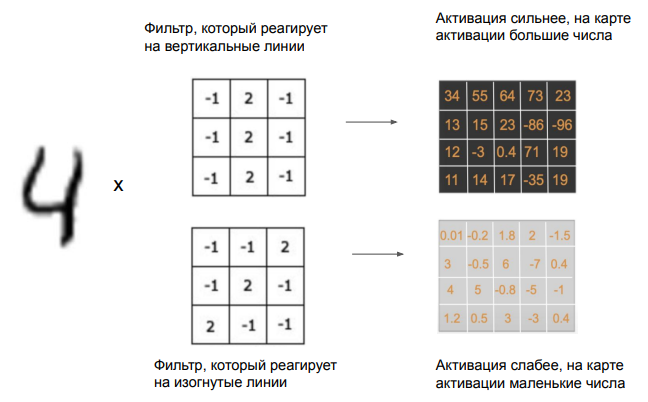 Фильтр, который реагирует
на вертикальные линии
Активация сильнее, на карте
активации большие числа
4
x
-1 2 -1
-1 2 -1
-1 2 -1
34 55 64 73 23
13 15 23 -86 -96
12 -3 0.4 71 19
11 14 17 -35 19
-1 -1 2
-1 2 -1
2 -1 -1
0.01 -0.2 1.8 2 -1.5
3 -0.5 6 -7 0.4
4 5 -0.8 -5 -1
1.2 0.5 3 -3 0.4
Фильтр, который реагирует
на изогнутые линии
Активация слабее, на карте
активации маленькие числа